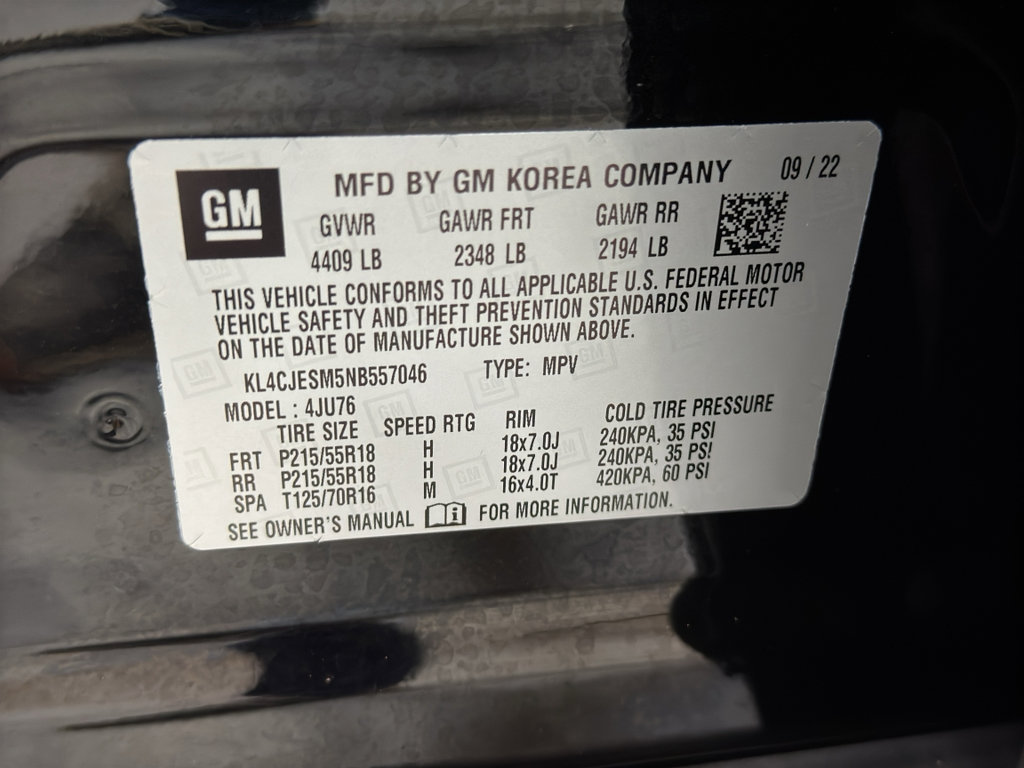 GM
MFD BY GM KOREA COMPANY 09 / 22
GVWR GAWR FRT GAWR RR
4409 LB 2348 LB 2194 LB
THIS VEHICLE CONFORMS TO ALL APPLICABLE U.S. FEDERAL MOTOR
VEHICLE SAFETY AND THEFT PREVENTION STANDARDS IN EFFECT
ON THE DATE OF MANUFACTURE SHOWN ABOVE.
KL4CJESM5NB557046 TYPE: MPV
MODEL : 4JU76
TIRE SIZE SPEED RTG RIM COLD TIRE PRESSURE
FRT P215/55R18 H 18x7.0J 240KPA, 35 PSI
RR P215/55R18 H 18x7.0J 240KPA, 35 PSI
SPA T125/70R16 M 16x4.0T 420KPA, 60 PSI
SEE OWNER'S MANUAL i FOR MORE INFORMATION.